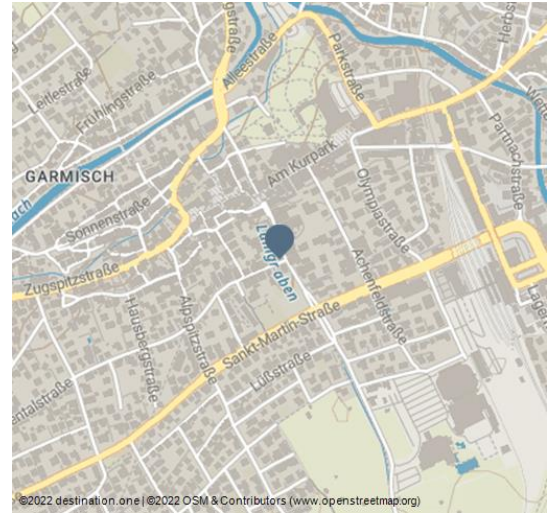 Alleestraße
Parkstraße
Leitlestraße
Frühlingstraße
Partnachstraße
GARMISCH
Am Kurpark
Olympiastraße
Sonnenstraße
Zugspitzstraße
Achenfeldstraße
Hausbergstraße
Alpspitzstraße
Sankt-Martin-Straße
Lüßstraße
©2022 destination.one | ©2022 OSM & Contributors (www.openstreetmap.org)